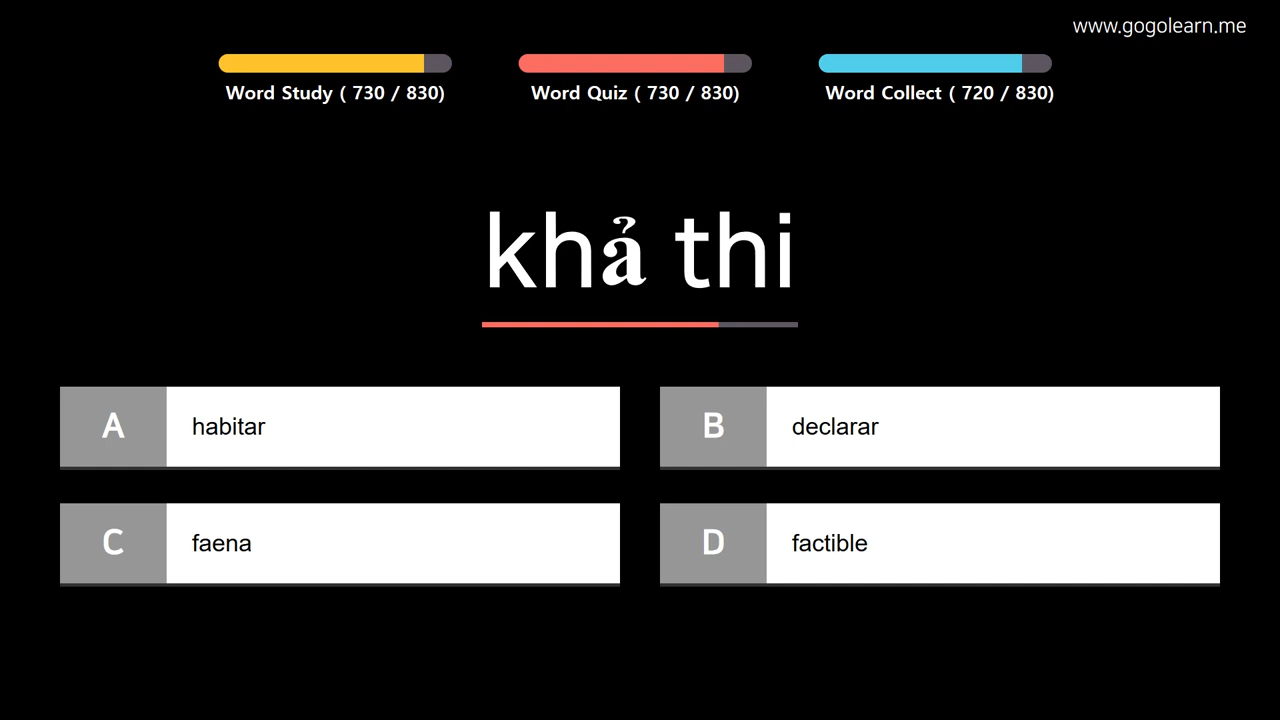 www.gogolearn.me
Word Study ( 730 / 830)
Word Quiz ( 730 / 830)
Word Collect ( 720 / 830)
khả thi
A habitar
B declarar
C faena
D factible